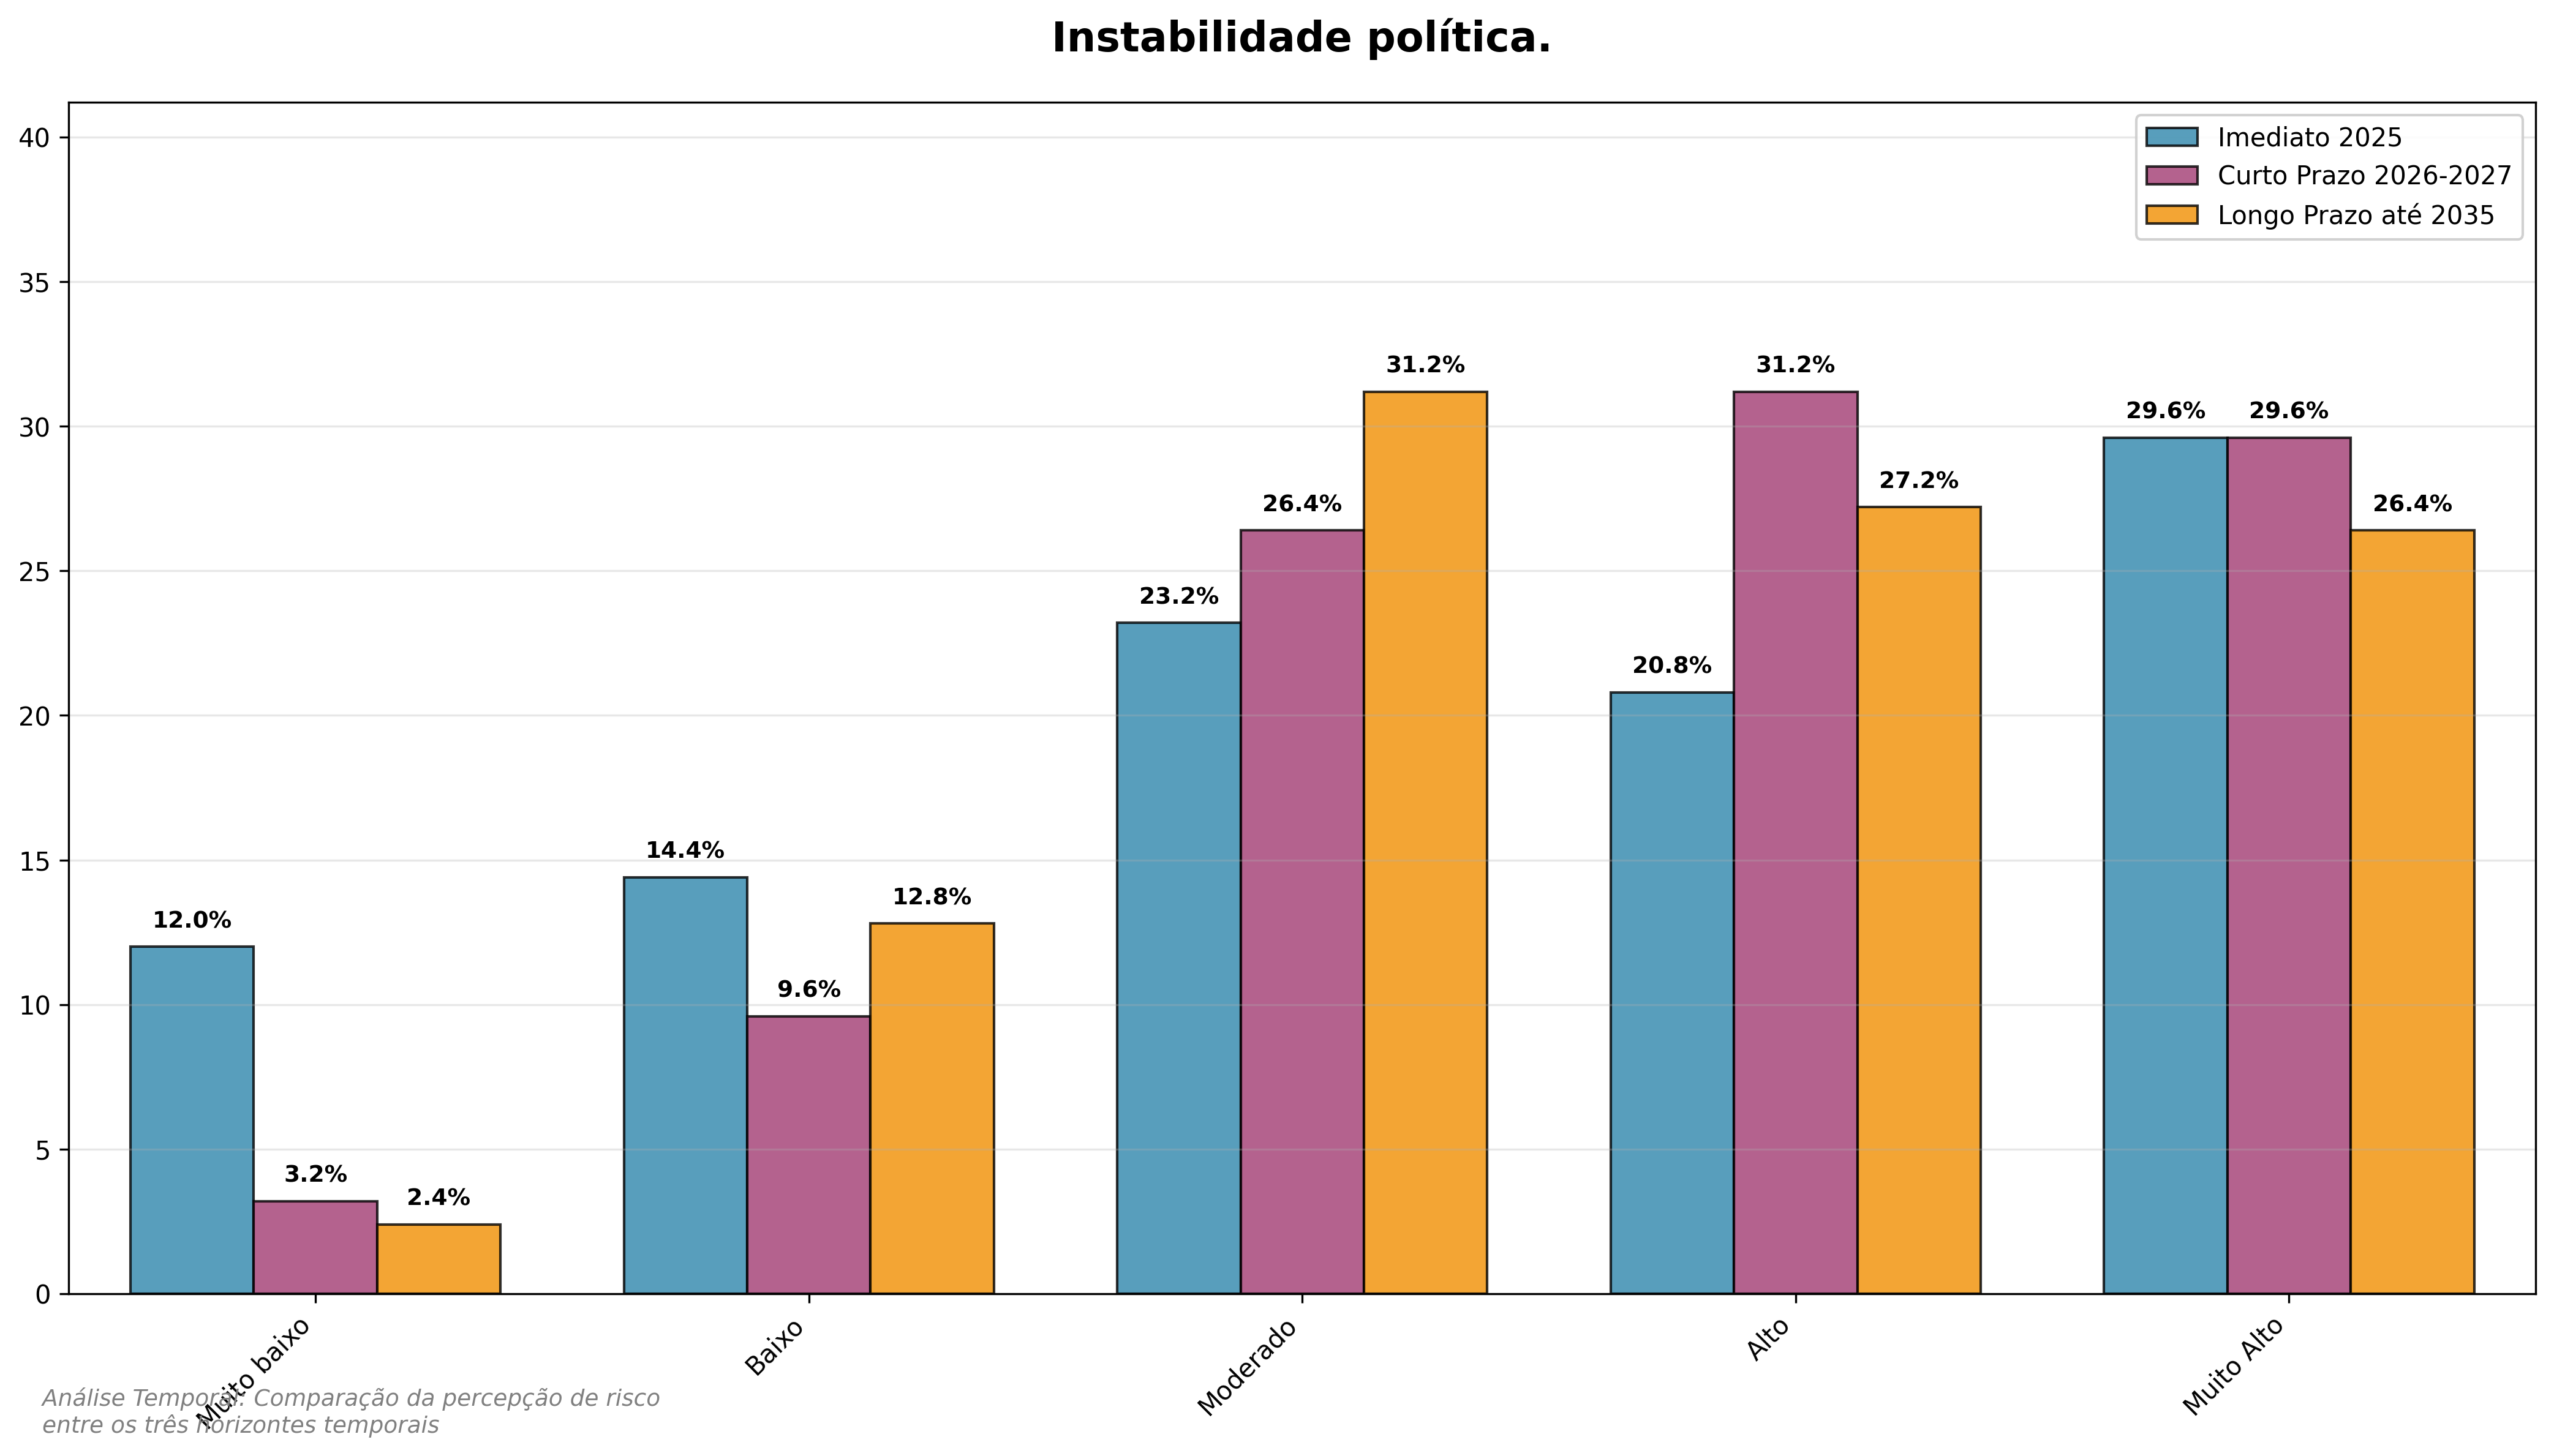 Instabilidade política.
40
35
30
25
20
15
10
5
0
Imediato 2025
Curto Prazo 2026-2027
Longo Prazo até 2035
12.0%
3.2%
2.4%
14.4%
9.6%
12.8%
23.2%
26.4%
31.2%
20.8%
31.2%
27.2%
29.6%
29.6%
26.4%
Muito baixo
Baixo
Moderado
Alto
Muito Alto
Análise Temporal: Comparação da percepção de risco
entre os três horizontes temporais